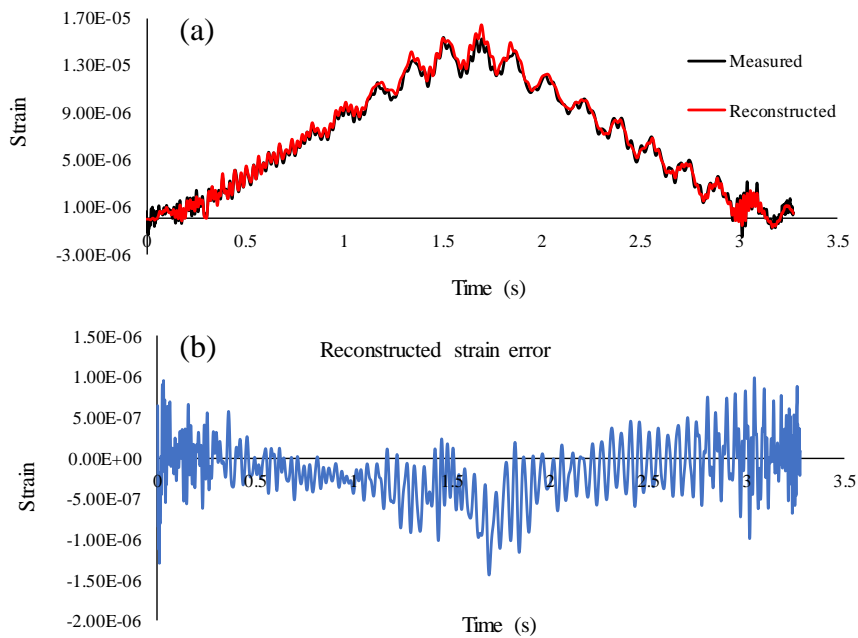 1.70E-05
(a)
1.30E-05
Measured
9.00E-06
Reconstructed
Strain
5.00E-06
1.00E-06
-3.00E-06
0 0.5 1 1.5 2 2.5 3 3.5
Time (s)
1.50E-06
(b)
Reconstructed strain error
1.00E-06
5.00E-07
0.00E+00
0 0.5 1 1.5 2 2.5 3 3.5
Strain
-5.00E-07
-1.00E-06
-1.50E-06
-2.00E-06
Time (s)